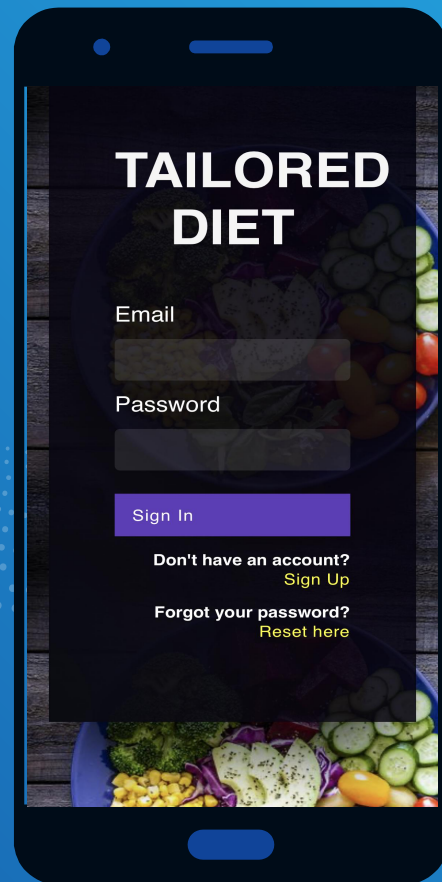 TAILORED
DIET
Email
Password
Sign In
Don't have an account?
Sign Up
Forgot your password?
Reset here